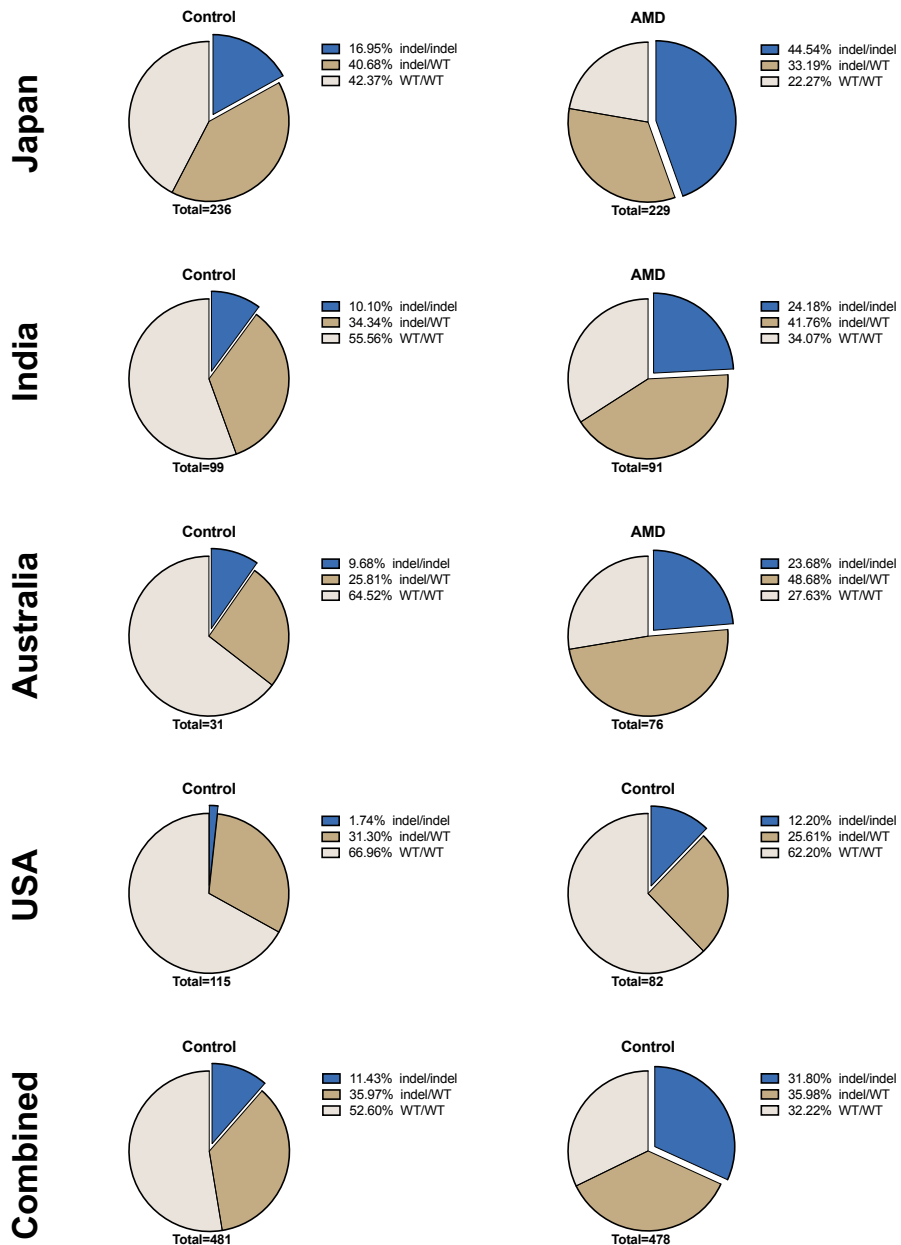 Japan
Control
16.95% indel/indel
40.68% indel/WT
42.37% WT/WT
Total=236
AMD
44.54% indel/indel
33.19% indel/WT
22.27% WT/WT
Total=229
India
Control
10.10% indel/indel
34.34% indel/WT
55.56% WT/WT
Total=99
AMD
24.18% indel/indel
41.76% indel/WT
34.07% WT/WT
Total=91
Australia
Control
9.68% indel/indel
25.81% indel/WT
64.52% WT/WT
Total=31
AMD
23.68% indel/indel
48.68% indel/WT
27.63% WT/WT
Total=76
USA
Control
1.74% indel/indel
31.30% indel/WT
66.96% WT/WT
Total=115
Control
12.20% indel/indel
25.61% indel/WT
62.20% WT/WT
Total=82
Combined
Control
11.43% indel/indel
35.97% indel/WT
52.60% WT/WT
Total=481
Control
31.80% indel/indel
35.98% indel/WT
32.22% WT/WT
Total=478